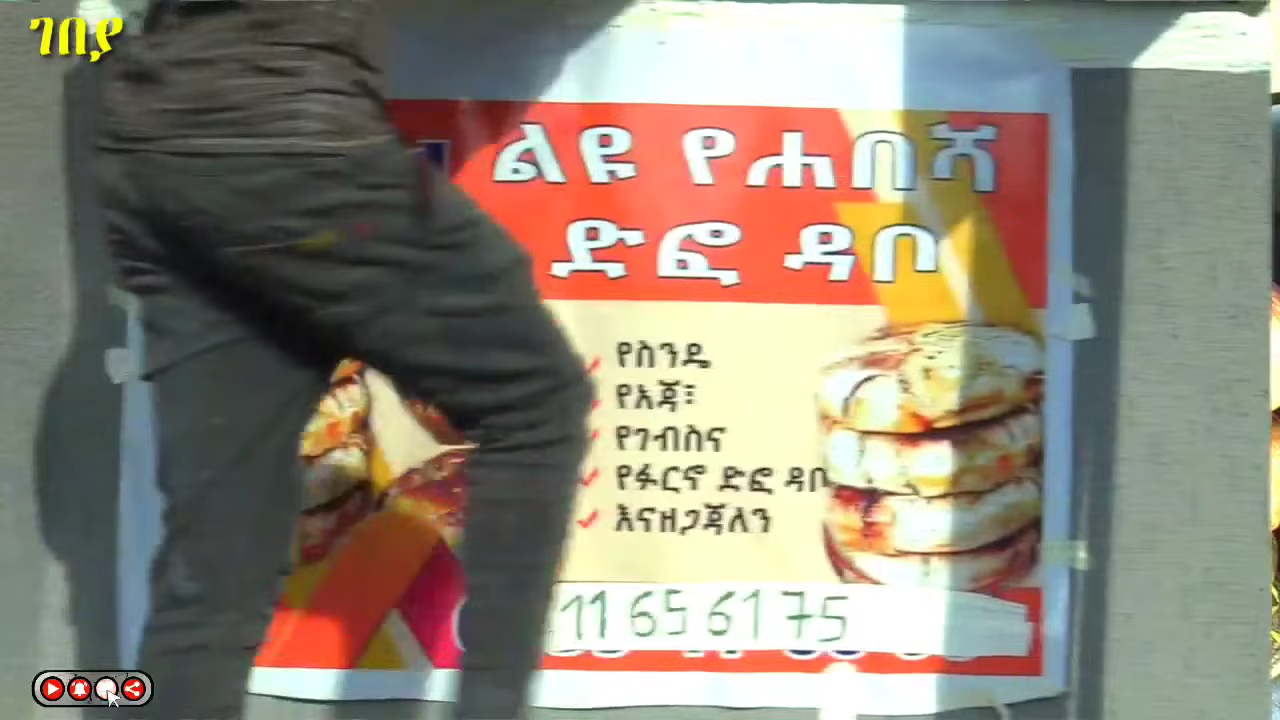 ገበያ
ልዩ የሐበሻ
ድፎ ዳቦ
የስንዴ
የአጃ፣
የገብስና
የፉርኖ ድፎ ዳቦ
እናዘጋጃለን
11 65 61 75